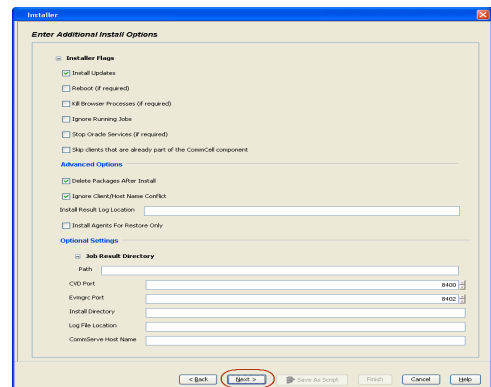 Installer
Enter Additional Install Options
Installer Flags
Install Updates
Reboot (if required)
Kill Browser Processes (if required)
Ignore Running Jobs
Stop Oracle Services (if required)
Skip clients that are already part of the CommCell component
Advanced Options
Delete Packages After Install
Ignore Client/Host Name Conflict
Install Result Log Location
Install Agents For Restore Only
Optional Settings
Job Result Directory
Path
CVD Port 8400
Evmgrc Port 8402
Install Directory
Log File Location
CommServe Host Name
< Back Next > Save As Script Finish Cancel Help